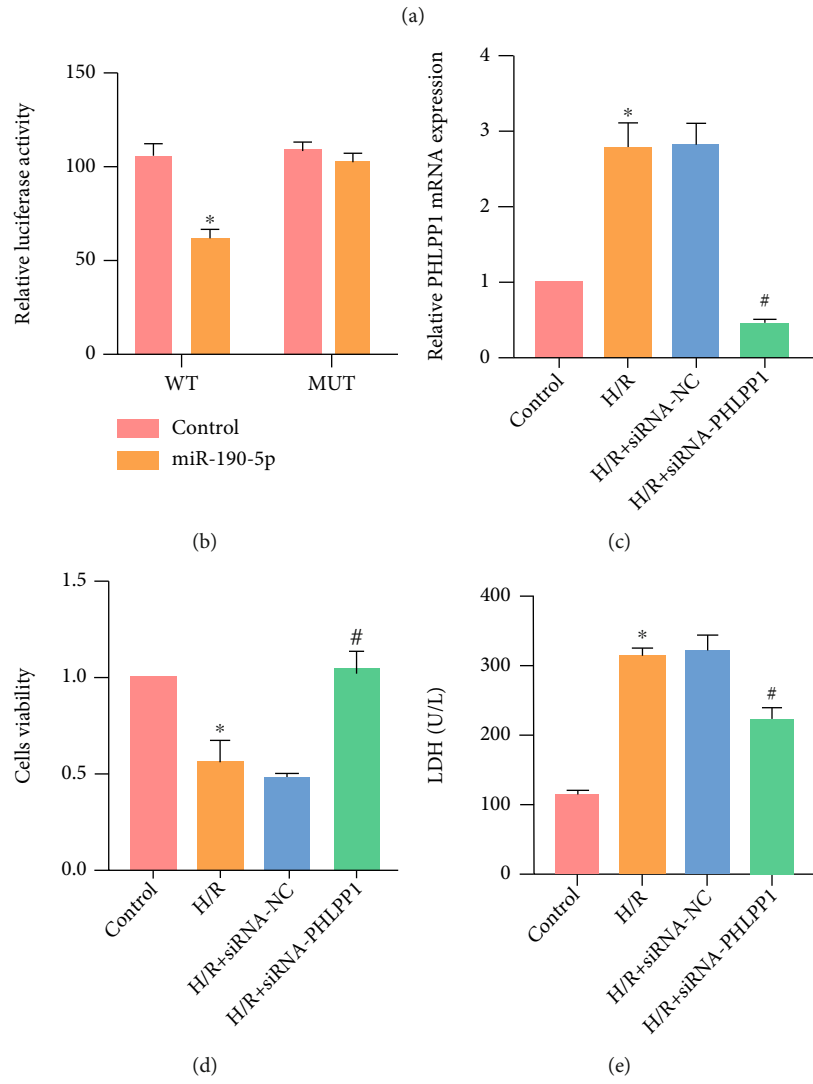 (a)
Relative luciferase activity
150
100
50
0
*
WT
MUT
Control
miR-190-5p
(b)
Relative PHLPP1 mRNA expression
4
3
2
1
0
*
#
Control
H/R
H/R+siRNA-NC
H/R+siRNA-PHLPP1
(c)
Cells viability
1.5
1.0
0.5
0.0
*
#
Control
H/R
H/R+siRNA-NC
H/R+siRNA-PHLPP1
(d)
LDH (U/L)
400
300
200
100
0
*
#
Control
H/R
H/R+siRNA-NC
H/R+siRNA-PHLPP1
(e)